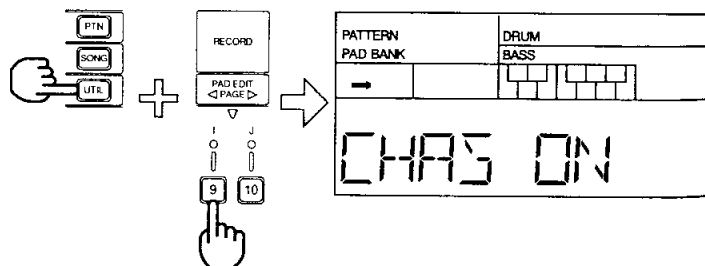 PTN
SONG
UTIL
RECORD
PAD EDIT
◁ PAGE ▷
I J
9 10
PATTERN DRUM
PAD BANK BASS
CHAS ON